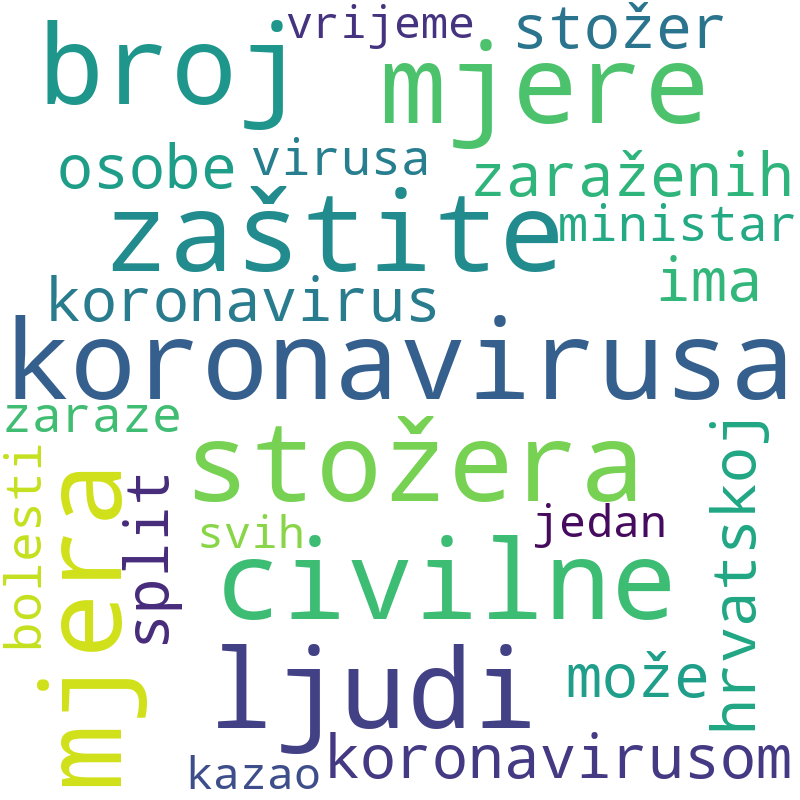 vrijeme
stožer
broj
mjere
osobe
virusa
zaraženih
zaštite
ministar
koronavirus
ima
koronavirusa
zaraze
stožera
hrvatskoj
bolesti
mjera
split
svih
jedan
civilne
ljudi
može
kazao
koronavirusom